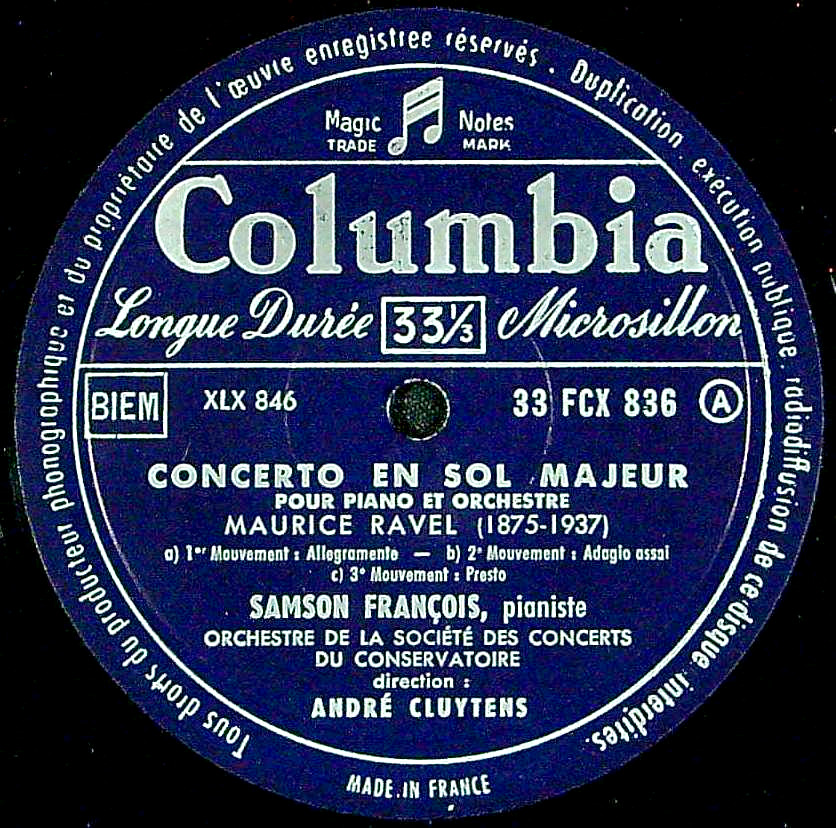 Tous droits du producteur phonographique et du propriétaire de l'œuvre enregistree réservés . Duplication . exécution publique . radiodiffusion de ce disque interdites.
Magic Notes
TRADE MARK
Columbia
Longue Durée 33⅓ Microsillon
BIEM XLX 846 33 FCX 836 A
CONCERTO EN SOL MAJEUR
POUR PIANO ET ORCHESTRE
MAURICE RAVEL (1875-1937)
a) 1er Mouvement : Allegramente — b) 2e Mouvement : Adagio assai
c) 3e Mouvement : Presto
SAMSON FRANÇOIS, pianiste
ORCHESTRE DE LA SOCIÉTÉ DES CONCERTS
DU CONSERVATOIRE
direction :
ANDRÉ CLUYTENS
MADE.IN FRANCE